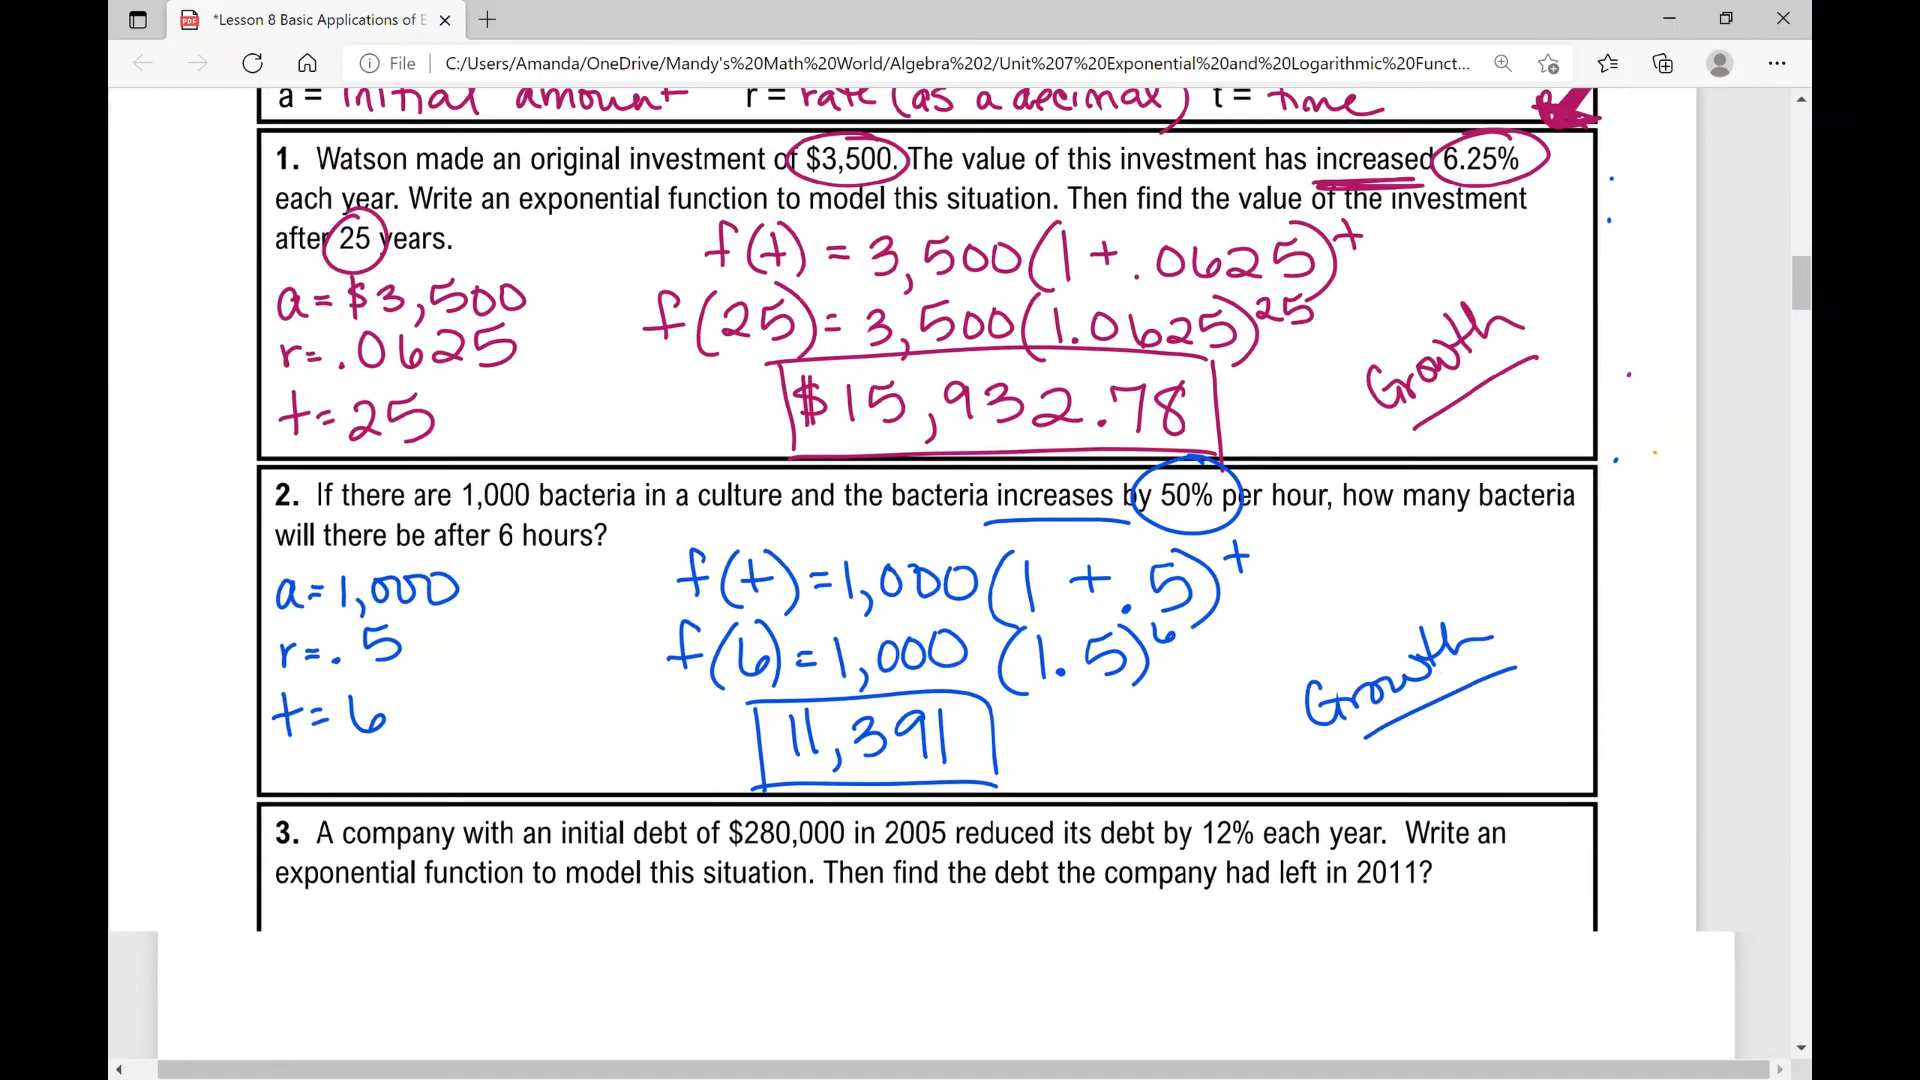 *Lesson 8 Basic Applications of E
File C:/Users/Amanda/OneDrive/Mandy's%20Math%20World/Algebra%202/Unit%207%20Exponential%20and%20Logarithmic%20Funct...
a = initial amount r = rate (as a decimal) t = time
1. Watson made an original investment of $3,500. The value of this investment has increased 6.25%
each year. Write an exponential function to model this situation. Then find the value of the investment
after 25 years.
f(t) = 3,500(1 + .0625)^t
a = $3,500
f(25) = 3,500(1.0625)^25
r = .0625
Growth
t = 25
$15,932.78
2. If there are 1,000 bacteria in a culture and the bacteria increases by 50% per hour, how many bacteria
will there be after 6 hours?
a = 1,000
f(t) = 1,000(1 + .5)^t
r = .5
f(6) = 1,000 (1.5)^6
Growth
t = 6
11,391
3. A company with an initial debt of $280,000 in 2005 reduced its debt by 12% each year. Write an
exponential function to model this situation. Then find the debt the company had left in 2011?